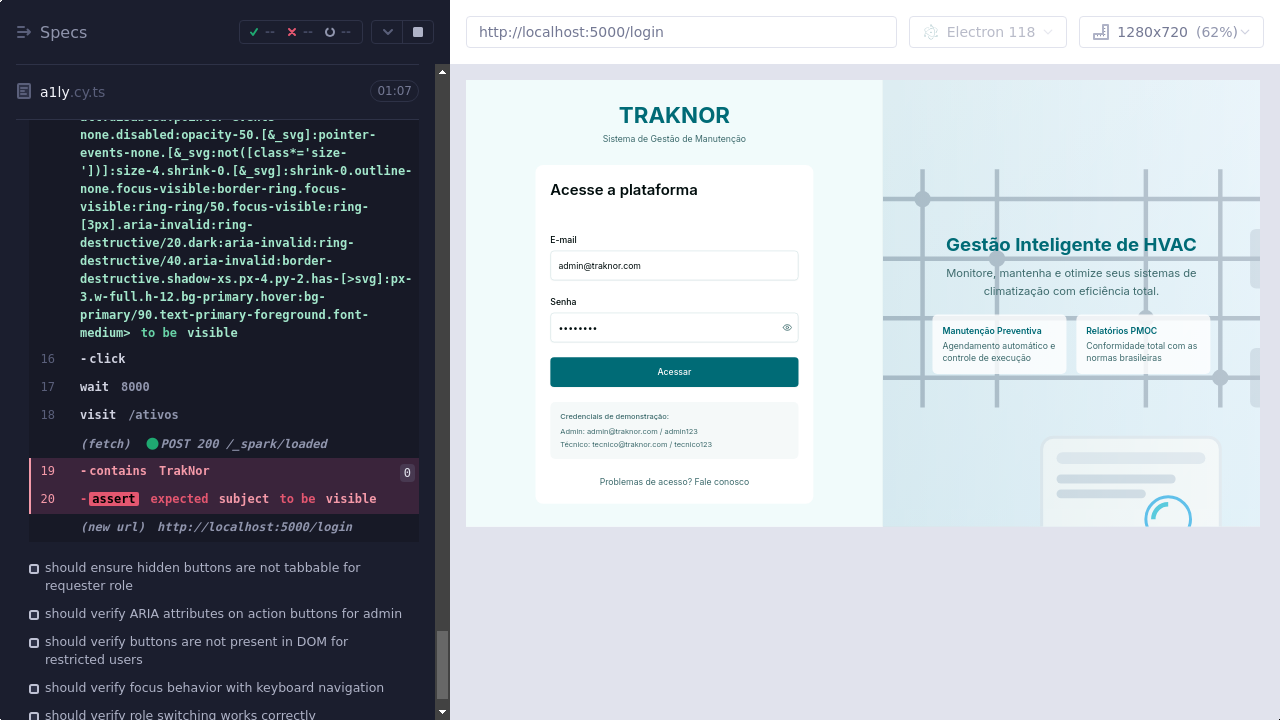 Specs
--
--
--
a1ly.cy.ts
01:07
none.disabled:opacity-50.[&_svg]:pointer-
events-none.[&_svg:not([class*='size-
'])]:size-4.shrink-0.[&_svg]:shrink-0.outline-
none.focus-visible:border-ring.focus-
visible:ring-ring/50.focus-visible:ring-
[3px].aria-invalid:ring-
destructive/20.dark:aria-invalid:ring-
destructive/40.aria-invalid:border-
destructive.shadow-xs.px-4.py-2.has-[>svg]:px-
3.w-full.h-12.bg-primary.hover:bg-
primary/90.text-primary-foreground.font-
medium> to be visible
16 -click
17 wait 8000
18 visit /ativos
(fetch) POST 200 /_spark/loaded
19 -contains TrakNor 0
20 -assert expected subject to be visible
(new url) http://localhost:5000/login
should ensure hidden buttons are not tabbable for
requester role
should verify ARIA attributes on action buttons for admin
should verify buttons are not present in DOM for
restricted users
should verify focus behavior with keyboard navigation
should verify role switching works correctly
http://localhost:5000/login
Electron 118
1280x720 (62%)
TRAKNOR
Sistema de Gestão de Manutenção
Acesse a plataforma
E-mail
admin@traknor.com
Senha
••••••••
Acessar
Credenciais de demonstração:
Admin: admin@traknor.com / admin123
Técnico: tecnico@traknor.com / tecnico123
Problemas de acesso? Fale conosco
Gestão Inteligente de HVAC
Monitore, mantenha e otimize seus sistemas de
climatização com eficiência total.
Manutenção Preventiva
Agendamento automático e
controle de execução
Relatórios PMOC
Conformidade total com as
normas brasileiras